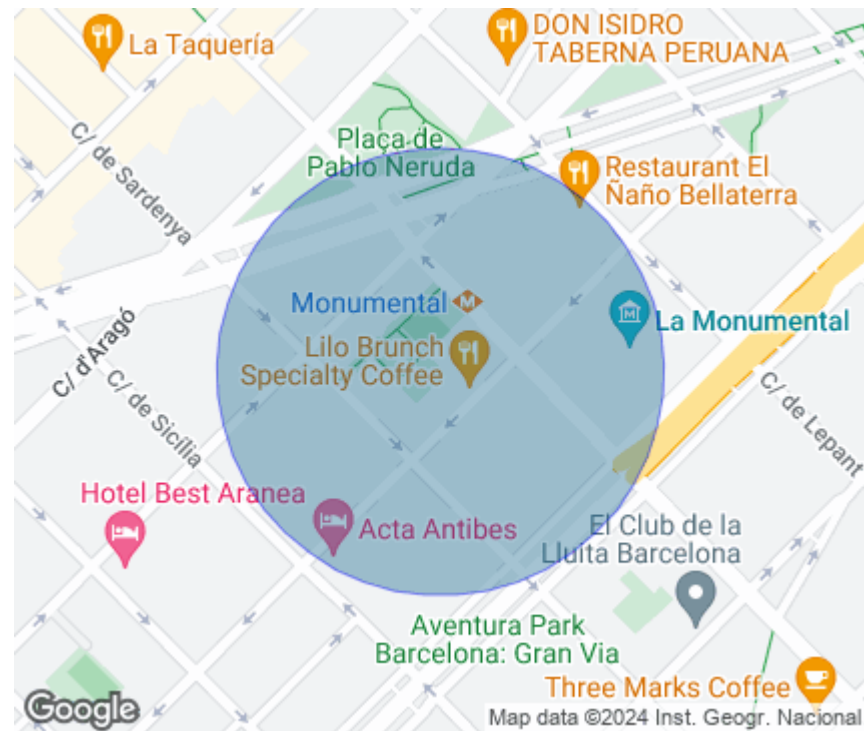 La Taquería
DON ISIDRO
TABERNA PERUANA
C/ de Sardenya
Plaça de
Pablo Neruda
Restaurant El
Ñaño Bellaterra
Monumental
M
La Monumental
Lilo Brunch
Specialty Coffee
C/ d'Aragó
C/ de Sicília
C/ de Lepant
Hotel Best Aranea
Acta Antibes
El Club de la
Lluita Barcelona
Aventura Park
Barcelona: Gran Via
Three Marks Coffee
Google
Map data ©2024 Inst. Geogr. Nacional